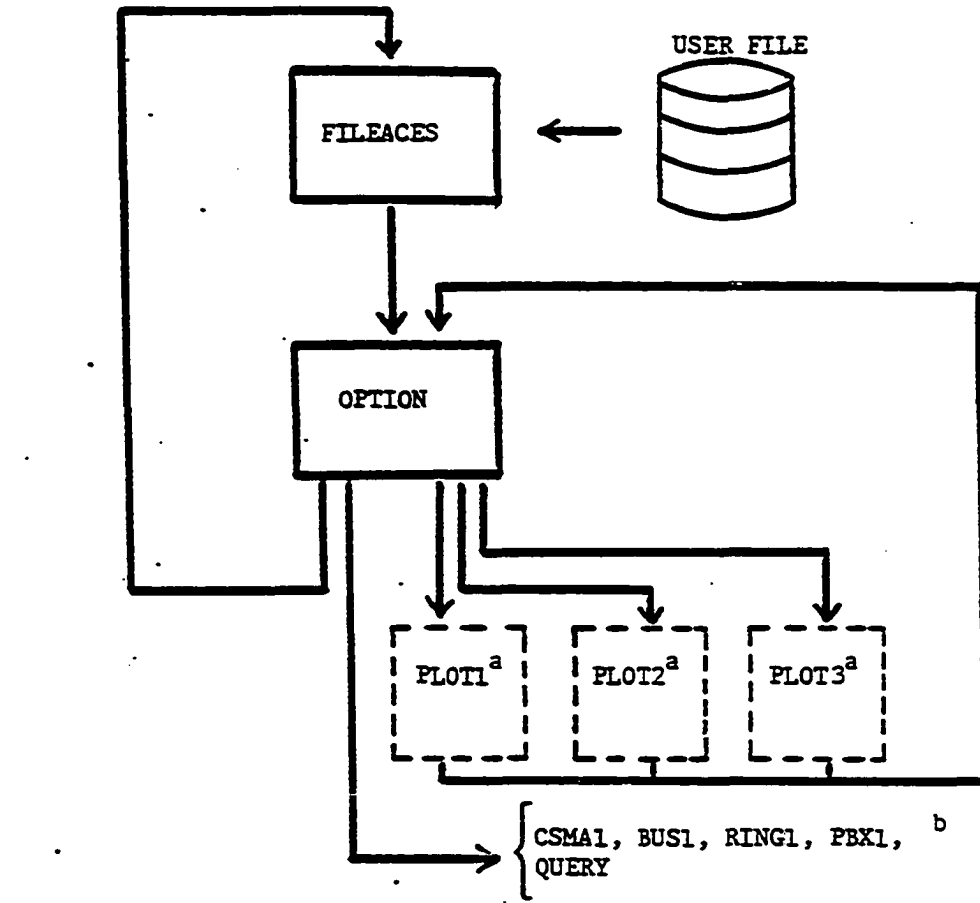 USER FILE
FILEACES
OPTION
PLOT1a
PLOT2a
PLOT3a
CSMA1, BUS1, RING1, PBX1, b
QUERY